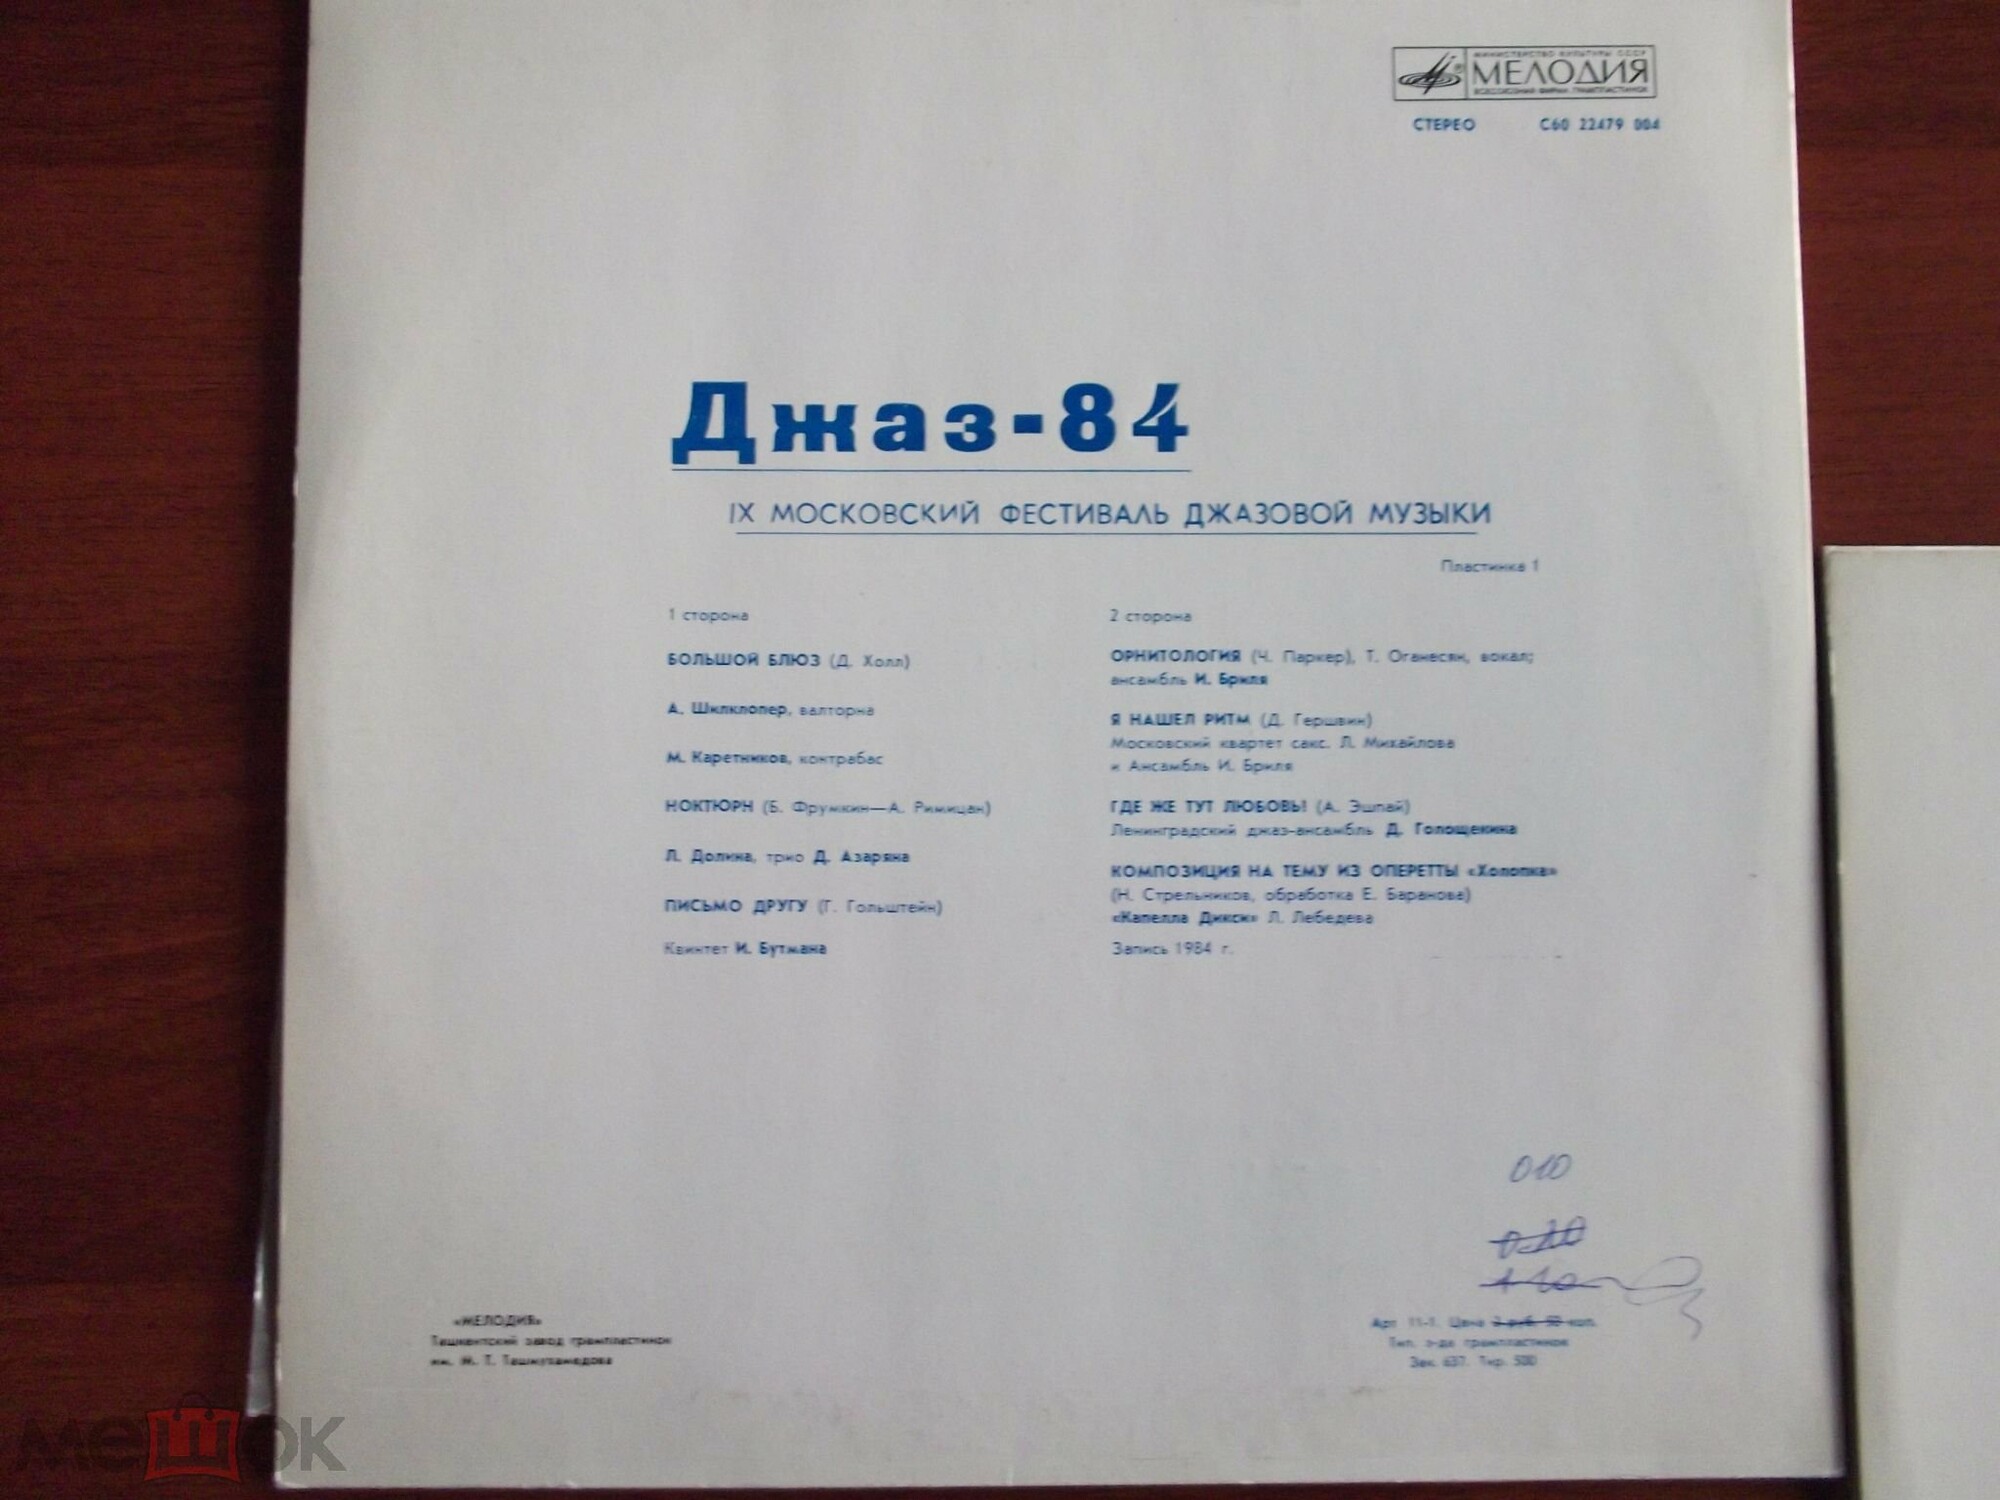 МИНИСТЕРСТВО КУЛЬТУРЫ СССР
МЕЛОДИЯ
ВСЕСОЮЗНАЯ ФИРМА ГРАМПЛАСТИНОК
СТЕРЕО С60 22479 004
Джаз-84
IX МОСКОВСКИЙ ФЕСТИВАЛЬ ДЖАЗОВОЙ МУЗЫКИ
Пластинка 1
1 сторона
БОЛЬШОЙ БЛЮЗ (Д. Холл)
А. Шилклопер, валторна
М. Каретников, контрабас
НОКТЮРН (Б. Фрумкин—А. Римицан)
Л. Долина, трио Д. Азаряна
ПИСЬМО ДРУГУ (Г. Гольштейн)
Квинтет И. Бутмана
2 сторона
ОРНИТОЛОГИЯ (Ч. Паркер), Т. Оганесян, вокал;
ансамбль И. Бриля
Я НАШЕЛ РИТМ (Д. Гершвин)
Московский квартет сакс. Л. Михайлова
и Ансамбль И. Бриля
ГДЕ ЖЕ ТУТ ЛЮБОВЬ! (А. Эшпай)
Ленинградский джаз-ансамбль Д. Голощекина
КОМПОЗИЦИЯ НА ТЕМУ ИЗ ОПЕРЕТТЫ «Холопка»
(Н. Стрельников, обработка Е. Баранова)
«Капелла Дикси» Л. Лебедева
Запись 1984 г.
010
«МЕЛОДИЯ»
Ташкентский завод грампластинок
им. М. Т. Ташмухамедова
Арт 11-1. Цена 2 руб. 50 коп.
Тип. з-да грампластинок
Зак. 637. Тир. 500
мешок